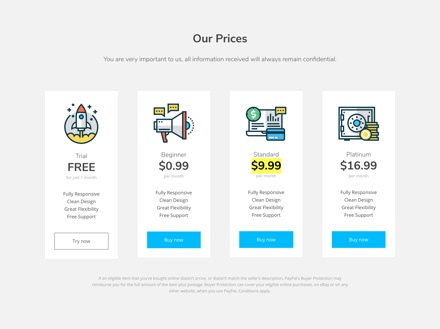 Our Prices
You are very important to us, all information received will always remain confidential.
Trial
FREE
for just 1 month
Fully Responsive
Clean Design
Great Flexibility
Free Support
Try now
Beginner
$0.99
per month
Fully Responsive
Clean Design
Great Flexibility
Free Support
Buy now
Standard
$9.99
per month
Fully Responsive
Clean Design
Great Flexibility
Free Support
Buy now
Platinum
$16.99
per month
Fully Responsive
Clean Design
Great Flexibility
Free Support
Buy now
If an eligible item that you've bought online doesn't arrive, or doesn't match the seller's description, PayPal's Buyer Protection may
reimburse you for the full amount of the item plus postage. Buyer Protection can cover your eligible online purchases, on eBay or on any
other website, when you use PayPal. Conditions apply.